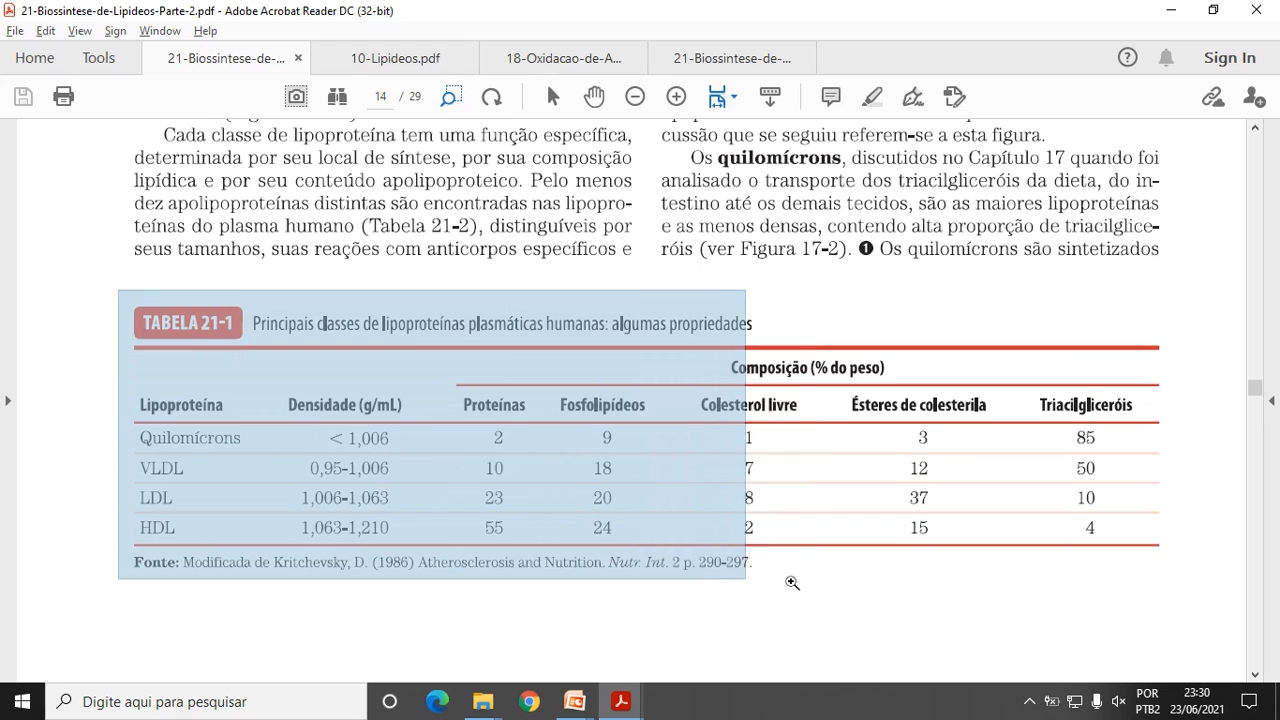 21-Biossintese-de-Lipideos-Parte-2.pdf - Adobe Acrobat Reader DC (32-bit)
File Edit View Sign Window Help
Home Tools 21-Biossintese-de-... × 10-Lipideos.pdf 18-Oxidacao-de-A... 21-Biossintese-de-... Sign In
14 / 29
Cada classe de lipoproteína tem uma função específica,
determinada por seu local de síntese, por sua composição
lipídica e por seu conteúdo apolipoproteico. Pelo menos
dez apolipoproteínas distintas são encontradas nas lipopro-
teínas do plasma humano (Tabela 21-2), distinguíveis por
seus tamanhos, suas reações com anticorpos específicos e
cussão que se seguiu referem-se a esta figura.
Os quilomícrons, discutidos no Capítulo 17 quando foi
analisado o transporte dos triacilgliceróis da dieta, do in-
testino até os demais tecidos, são as maiores lipoproteínas
e as menos densas, contendo alta proporção de triacilglice-
róis (ver Figura 17-2). ❶ Os quilomícrons são sintetizados
TABELA 21-1 Principais classes de lipoproteínas plasmáticas humanas: algumas propriedades
Composição (% do peso)
Lipoproteína Densidade (g/mL) Proteínas Fosfolipídeos Colesterol livre Ésteres de colesterila Triacilgliceróis
Quilomícrons < 1,006 2 9 1 3 85
VLDL 0,95-1,006 10 18 7 12 50
LDL 1,006-1,063 23 20 8 37 10
HDL 1,063-1,210 55 24 2 15 4
Fonte: Modificada de Kritchevsky, D. (1986) Atherosclerosis and Nutrition. Nutr. Int. 2 p. 290-297.
Digite aqui para pesquisar
POR 23:30
PTB2 23/06/2021